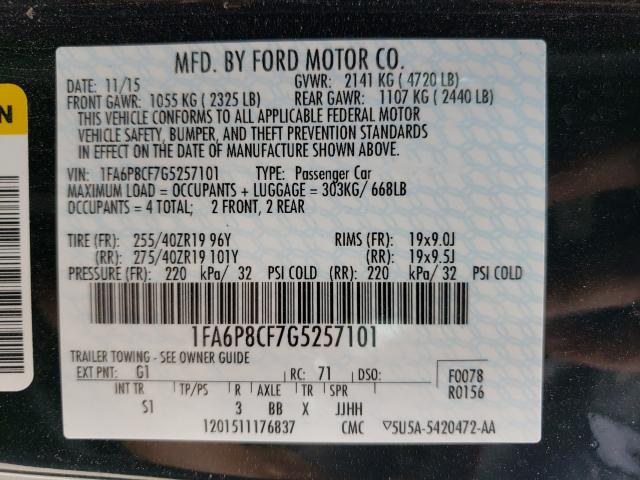 MFD. BY FORD MOTOR CO.
DATE: 11/15 GVWR: 2141 KG (4720 LB)
FRONT GAWR: 1055 KG (2325 LB) REAR GAWR: 1107 KG (2440 LB)
THIS VEHICLE CONFORMS TO ALL APPLICABLE FEDERAL MOTOR
VEHICLE SAFETY, BUMPER, AND THEFT PREVENTION STANDARDS
IN EFFECT ON THE DATE OF MANUFACTURE SHOWN ABOVE.
VIN: 1FA6P8CF7G5257101 TYPE: Passenger Car
MAXIMUM LOAD = OCCUPANTS + LUGGAGE = 303KG/ 668LB
OCCUPANTS = 4 TOTAL; 2 FRONT, 2 REAR
TIRE (FR): 255/40ZR19 96Y RIMS (FR): 19x9.0J
(RR): 275/40ZR19 101Y (RR): 19x9.5J
PRESSURE (FR): 220 kPa/ 32 PSI COLD (RR): 220 kPa/ 32 PSI COLD
1FA6P8CF7G5257101
TRAILER TOWING - SEE OWNER GUIDE
EXT PNT: G1 RC: 71 DSO: F0078
R0156
INT TR TP/PS R AXLE TR SPR
S1 3 BB X JJHH
1201511176837 CMC ▽5U5A-5420472-AA